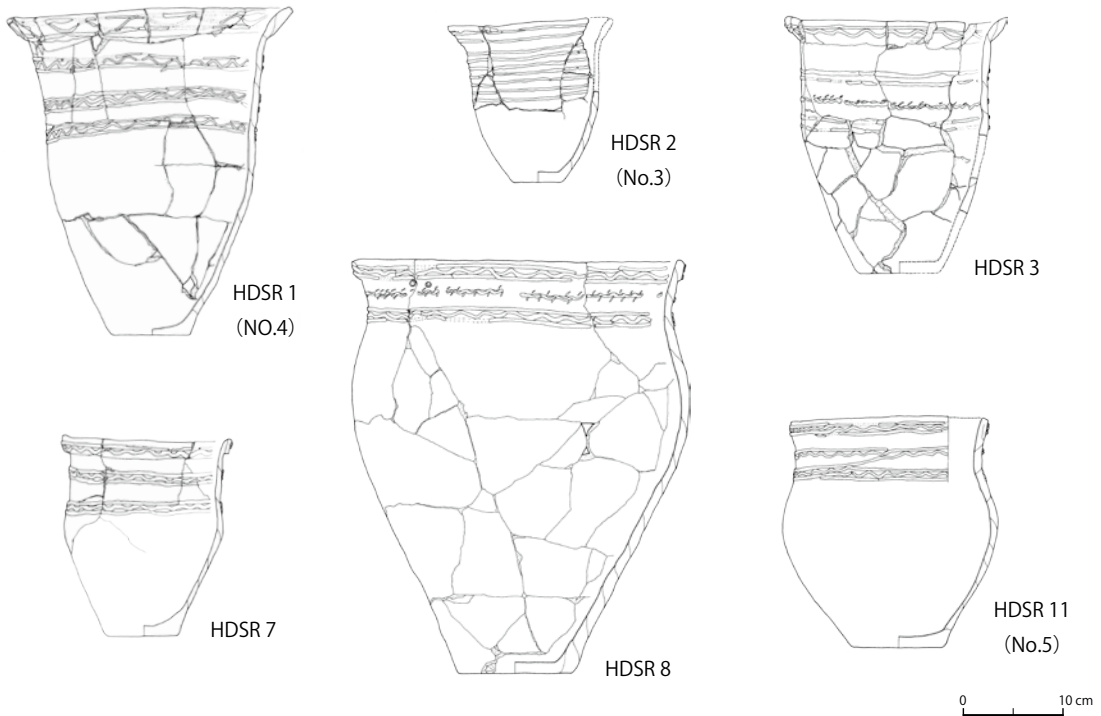 HDSR 1
（NO.4）
HDSR 2
（No.3）
HDSR 3
HDSR 7
HDSR 8
HDSR 11
（No.5）
0 10 cm